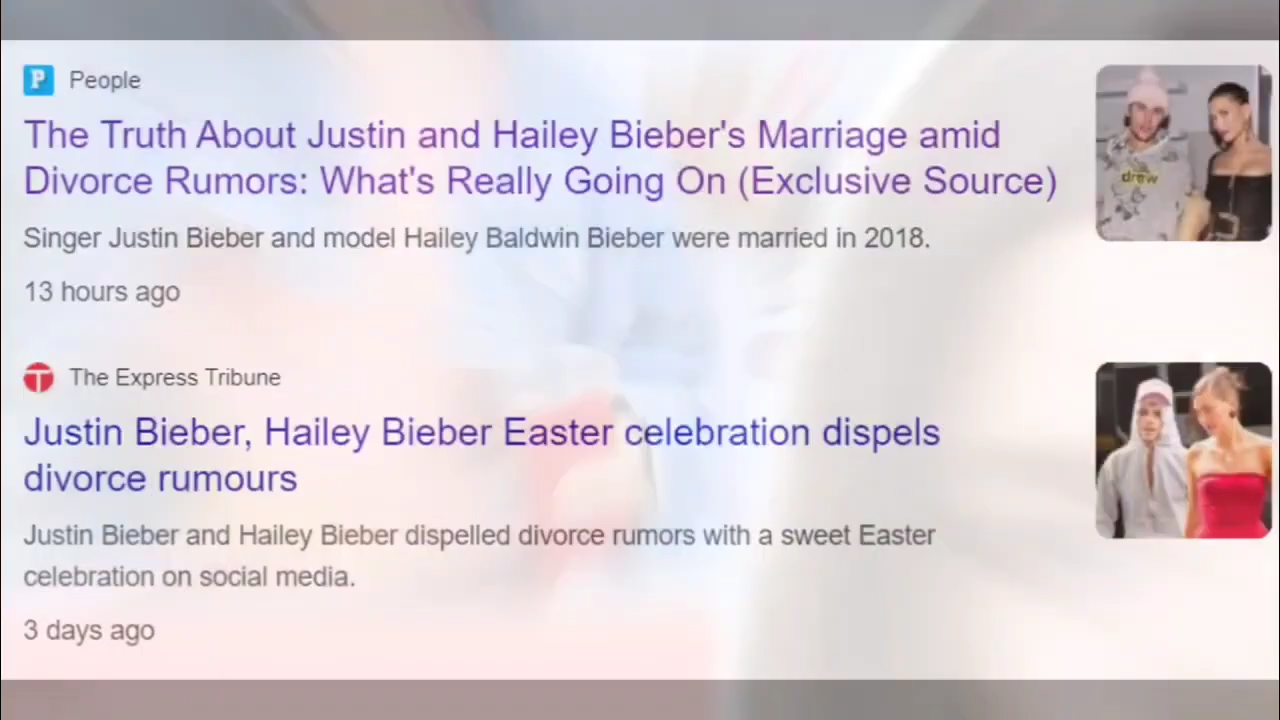 P People
The Truth About Justin and Hailey Bieber's Marriage amid
Divorce Rumors: What's Really Going On (Exclusive Source)
drew
Singer Justin Bieber and model Hailey Baldwin Bieber were married in 2018.
13 hours ago
T The Express Tribune
Justin Bieber, Hailey Bieber Easter celebration dispels
divorce rumours
Justin Bieber and Hailey Bieber dispelled divorce rumors with a sweet Easter
celebration on social media.
3 days ago